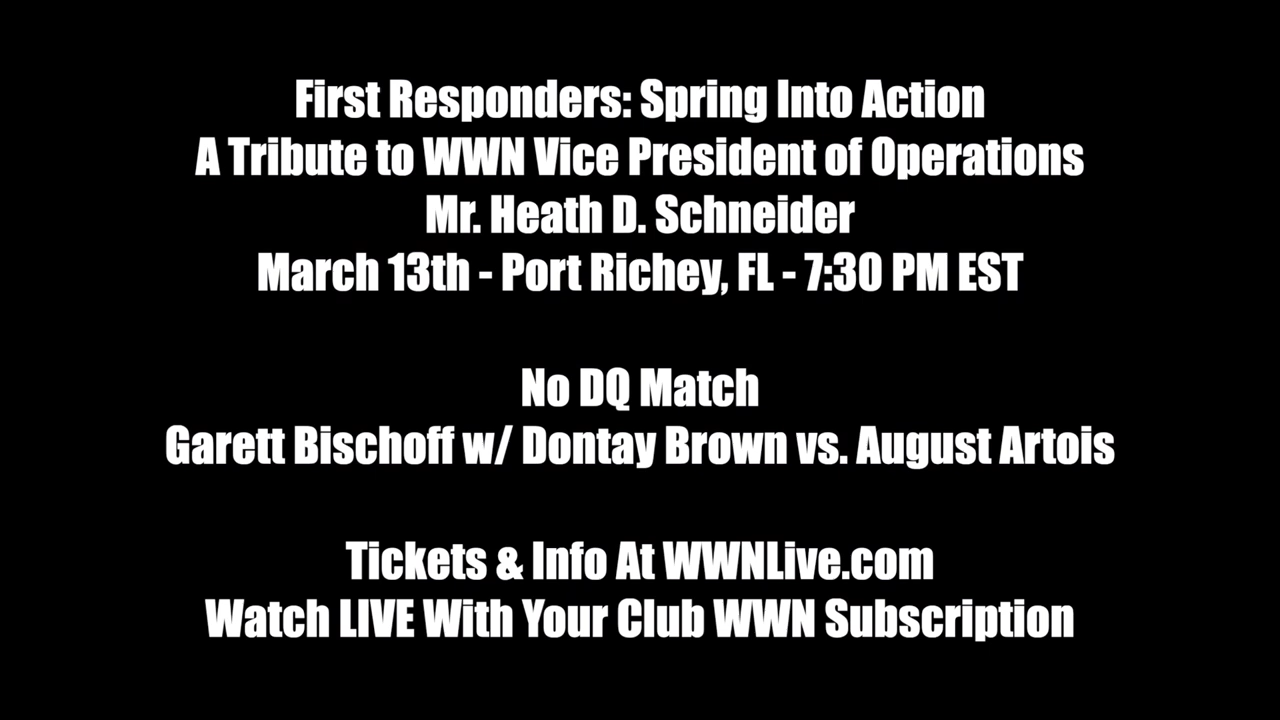 First Responders: Spring Into Action
A Tribute to WWN Vice President of Operations
Mr. Heath D. Schneider
March 13th - Port Richey, FL - 7:30 PM EST
No DQ Match
Garett Bischoff w/ Dontay Brown vs. August Artois
Tickets & Info At WWNLive.com
Watch LIVE With Your Club WWN Subscription